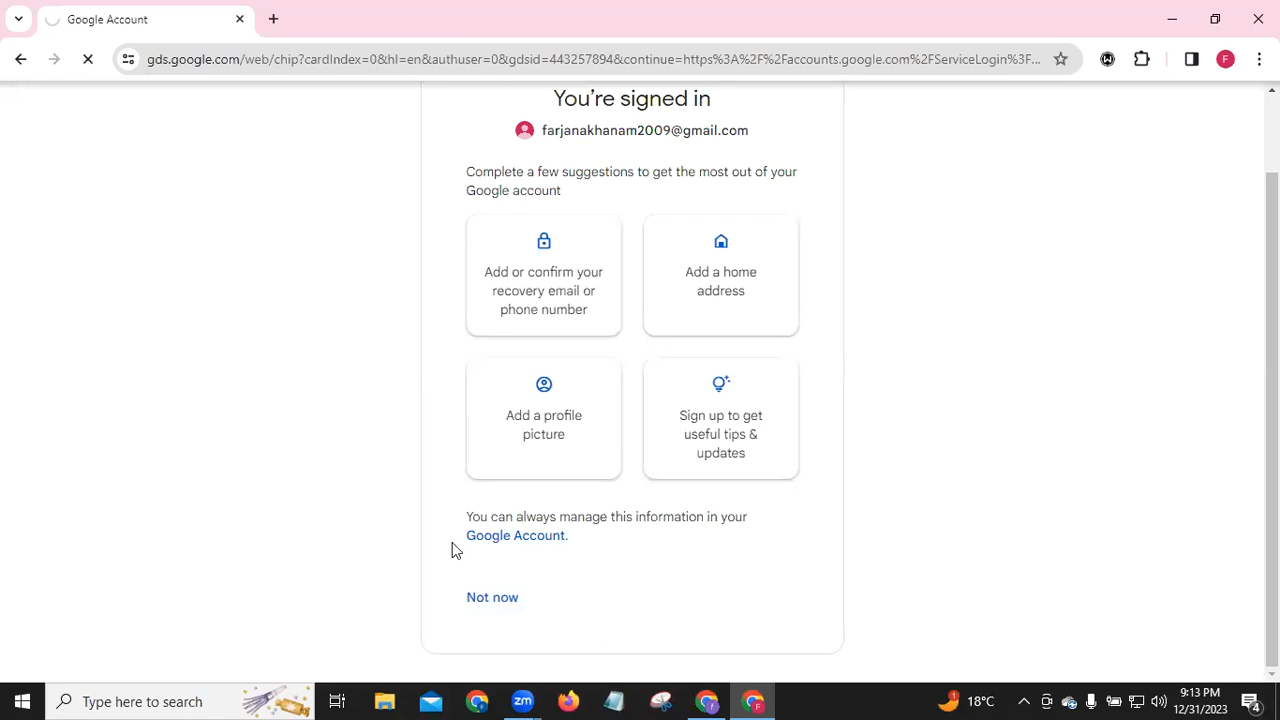 Google Account
gds.google.com/web/chip?cardIndex=0&hl=en&authuser=0&gdsid=443257894&continue=https%3A%2F%2Faccounts.google.com%2FServiceLogin%3F...
F
You're signed in
farjanakhanam2009@gmail.com
Complete a few suggestions to get the most out of your
Google account
Add or confirm your
recovery email or
phone number
Add a home
address
Add a profile
picture
Sign up to get
useful tips &
updates
You can always manage this information in your
Google Account.
Not now
Type here to search
zm
18°C
9:13 PM
12/31/2023
4